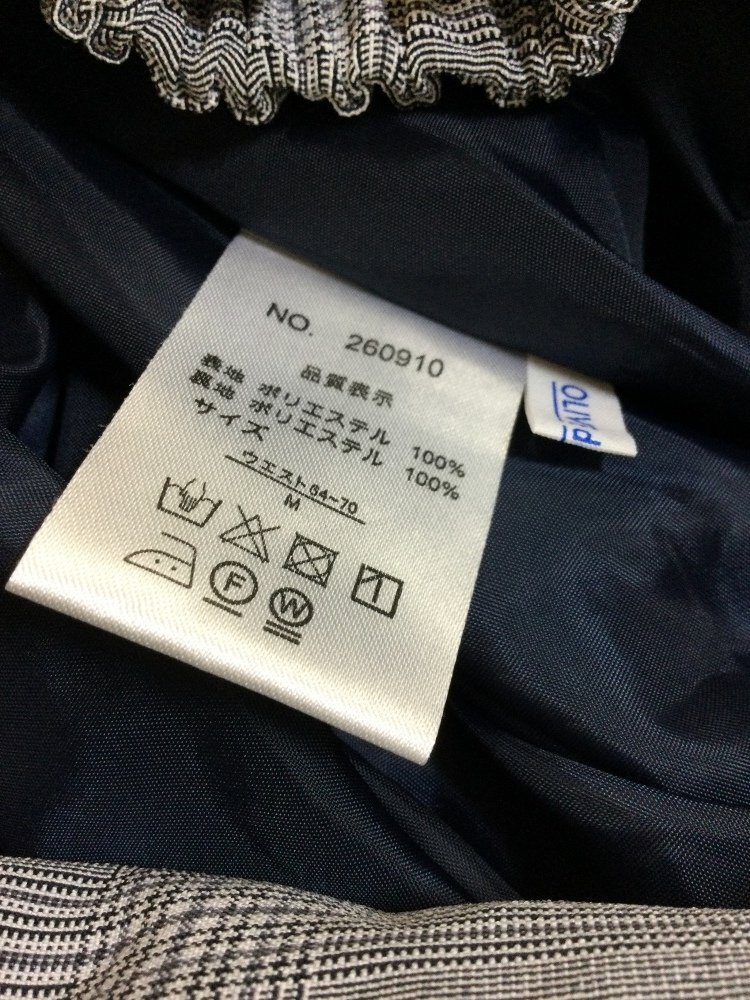 NO. 260910
品質表示
表地 ポリエステル 100%
裏地 ポリエステル 100%
サイズ
ウエスト64~70
M
F
W
OLIV